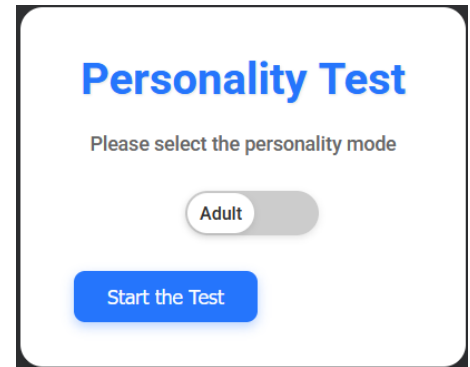 Personality Test
Please select the personality mode
Adult
Start the Test